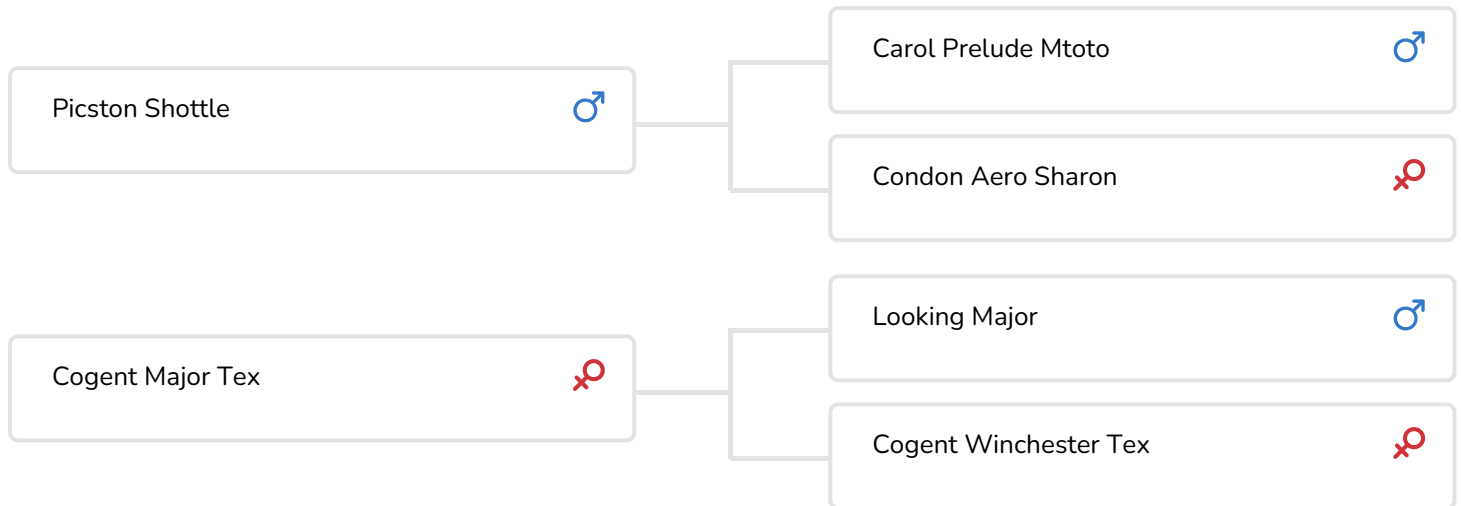 Carol Prelude Mtoto
Picston Shottle
Condon Aero Sharon
Looking Major
Cogent Major Tex
Cogent Winchester Tex